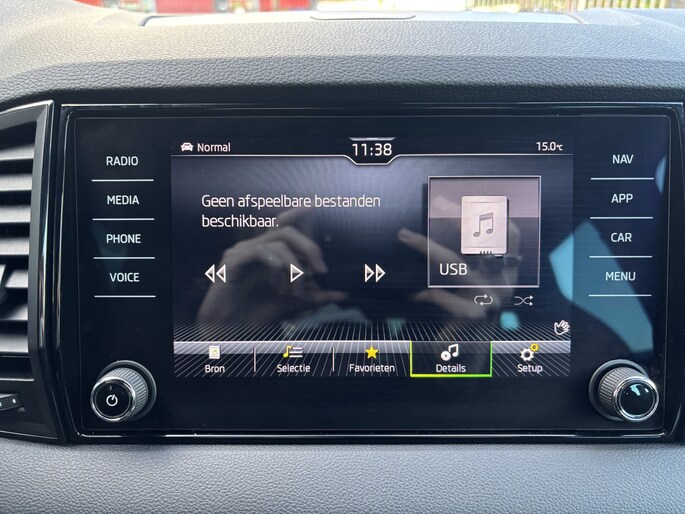 RADIO
MEDIA
PHONE
VOICE
Normal
11:38
15.0°C
Geen afspeelbare bestanden
beschikbaar.
USB
Bron
Selectie
Favorieten
Details
Setup
NAV
APP
CAR
MENU